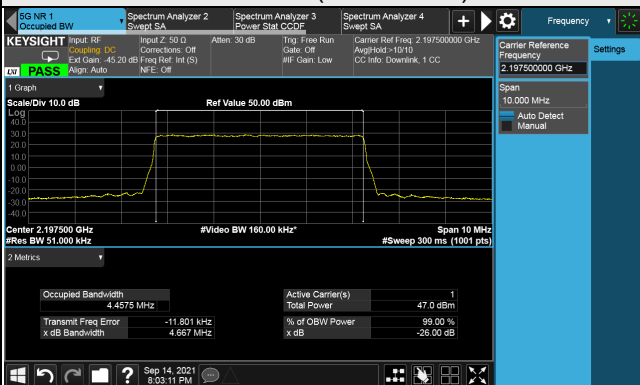 5G NR 1
Occupied BW
Spectrum Analyzer 2
Swept SA
Spectrum Analyzer 3
Power Stat CCDF
Spectrum Analyzer 4
Swept SA
Frequency
KEYSIGHT
Input: RF
Coupling: DC
Ext Gain: -45.20 dB
Align: Auto
Input Z: 50 Ω
Corrections: Off
Freq Ref: Int (S)
NFE: Off
Atten: 30 dB
Trig: Free Run
Gate: Off
#IF Gain: Low
Carrier Ref Freq: 2.197500000 GHz
Avg|Hold:>10/10
CC Info: Downlink, 1 CC
LXI
PASS
Carrier Reference
Frequency
2.197500000 GHz
Settings
Span
10.000 MHz
Auto Detect
Manual
1 Graph
Scale/Div 10.0 dB
Ref Value 50.00 dBm
Log
40.0
30.0
20.0
10.0
0.00
-10.0
-20.0
-30.0
-40.0
Center 2.197500 GHz
#Video BW 160.00 kHz*
Span 10 MHz
#Res BW 51.000 kHz
#Sweep 300 ms (1001 pts)
2 Metrics
Occupied Bandwidth
4.4575 MHz
Active Carrier(s) 1
Total Power 47.0 dBm
Transmit Freq Error -11.801 kHz
% of OBW Power 99.00 %
x dB Bandwidth 4.667 MHz
x dB -26.00 dB
Sep 14, 2021
8:03:11 PM